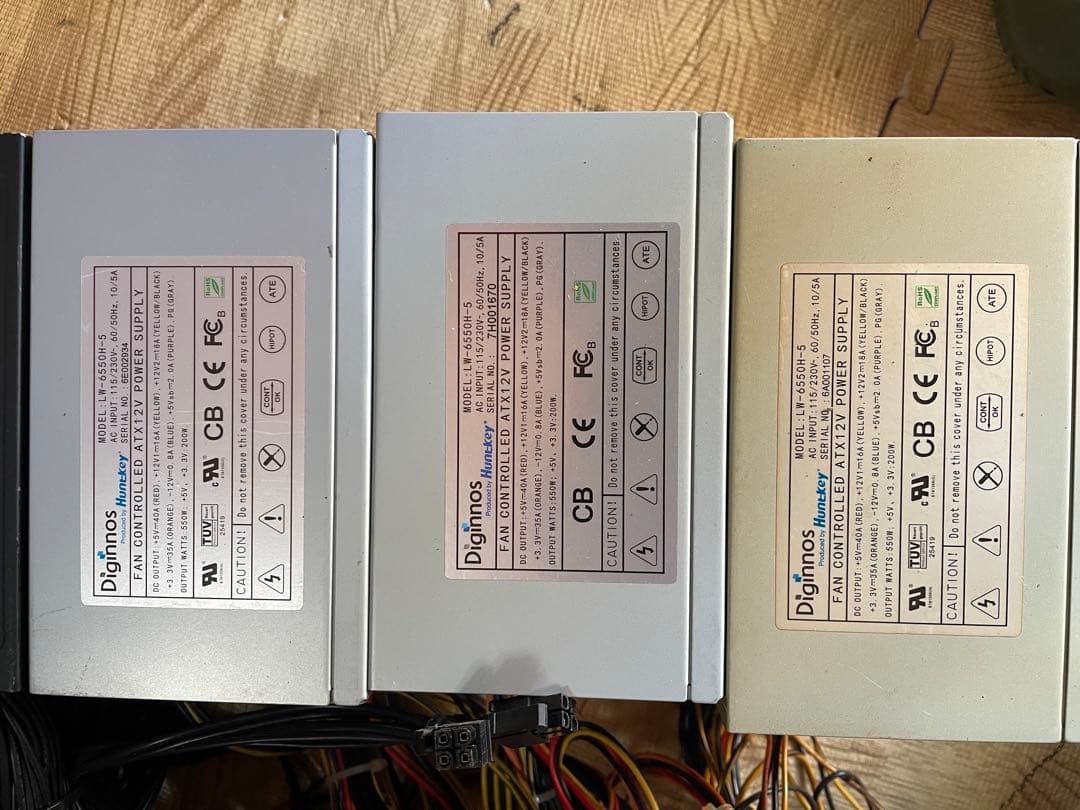 Diginnos
Produced by Huntkey
MODEL:LW-6550H-5
AC INPUT:115/230V~,60/50Hz,10/5A
SERIAL NO.:6E002934
FAN CONTROLLED ATX12V POWER SUPPLY
DC OUTPUT:+5V⎓40A(RED),+12V1⎓16A(YELLOW),+12V2⎓18A(YELLOW/BLACK)
+3.3V⎓35A(ORANGE),-12V⎓0.8A(BLUE),+5Vsb⎓2.0A(PURPLE),PG(GRAY)
OUTPUT WATTS:550W;+5V,+3.3V:200W.
TUV
25419
CB CE FC B
RoHS
CAUTION! Do not remove this cover under any circumstances.
CONT OK
HIPOT
ATE
Diginnos
Produced by Huntkey
MODEL:LW-6550H-5
AC INPUT:115/230V~,60/50Hz,10/5A
SERIAL NO.: 7H001670
FAN CONTROLLED ATX12V POWER SUPPLY
DC OUTPUT:+5V⎓40A(RED),+12V1⎓16A(YELLOW),+12V2⎓18A(YELLOW/BLACK)
+3.3V⎓35A(ORANGE),-12V⎓0.8A(BLUE),+5Vsb⎓2.0A(PURPLE),PG(GRAY).
OUTPUT WATTS:550W;+5V,+3.3V:200W.
CB CE FC B
RoHS
CAUTION! Do not remove this cover under any circumstances.
CONT OK
HIPOT
ATE
Diginnos
Produced by Huntkey
MODEL:LW-6550H-5
AC INPUT:115/230V~,60/50Hz,10/5A
SERIAL NO.:6A001107
FAN CONTROLLED ATX12V POWER SUPPLY
DC OUTPUT:+5V⎓40A(RED),+12V1⎓16A(YELLOW),+12V2⎓18A(YELLOW/BLACK)
+3.3V⎓35A(ORANGE),-12V⎓0.8A(BLUE),+5Vsb⎓2.0A(PURPLE),PG(GRAY)
OUTPUT WATTS:550W;+5V,+3.3V:200W.
TUV
25419
CB CE FC B
RoHS
CAUTION! Do not remove this cover under any circumstances.
CONT OK
HIPOT
ATE